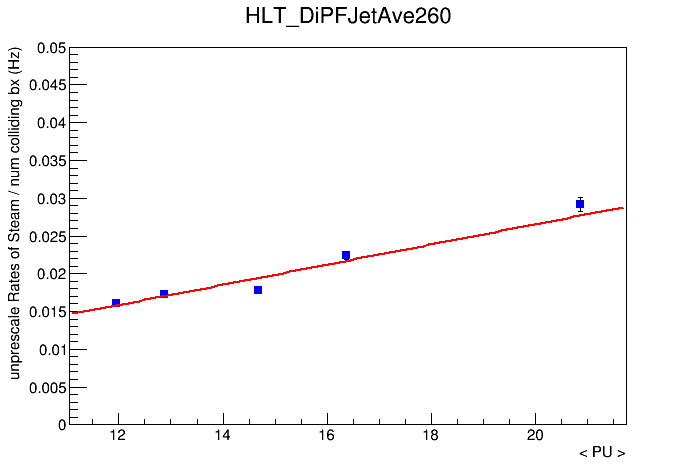 HLT_DiPFJetAve260
unprescale Rates of Steam / num colliding bx (Hz)
0.05
0.045
0.04
0.035
0.03
0.025
0.02
0.015
0.01
0.005
0
12 14 16 18 20
< PU >